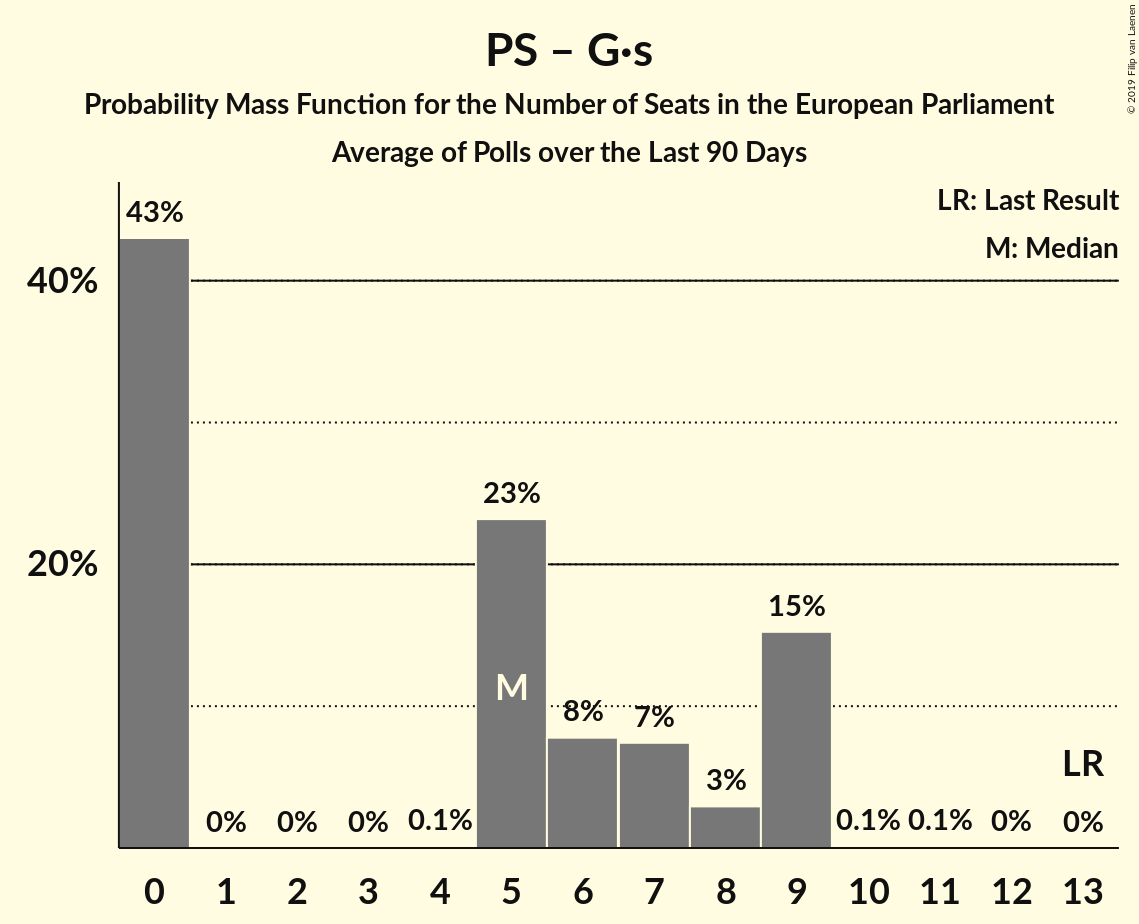 PS – G·s
Probability Mass Function for the Number of Seats in the European Parliament
Average of Polls over the Last 90 Days
© 2019 Filip van Laenen
LR: Last Result
M: Median
43%
40%
23%
20%
15%
M
8%
7%
3%
LR
0%
0%
0%
0.1%
0.1%
0.1%
0%
0%
0 1 2 3 4 5 6 7 8 9 10 11 12 13